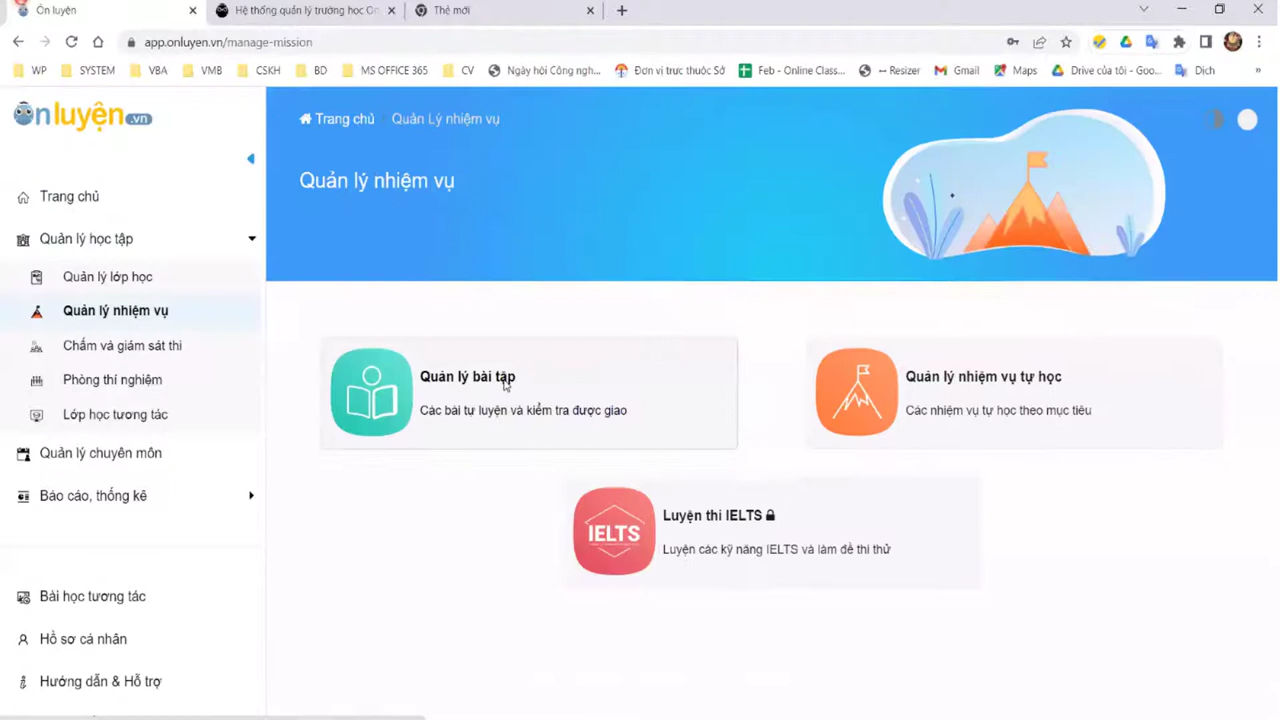 Ôn luyện
Hệ thống quản lý trường học On
Thẻ mới
app.onluyen.vn/manage-mission
WP
SYSTEM
VBA
VMB
CSKH
BD
MS OFFICE 365
CV
Ngày hội Công nghệ...
Đơn vị trực thuộc Sở
Feb - Online Class...
-- Resizer
Gmail
Maps
Drive của tôi - Goo...
Dịch
»
Ôn luyện .vn
Trang chủ
Quản Lý nhiệm vụ
Quản lý nhiệm vụ
Trang chủ
Quản lý học tập
Quản lý lớp học
Quản lý nhiệm vụ
Chấm và giám sát thi
Phòng thí nghiệm
Lớp học tương tác
Quản lý chuyên môn
Báo cáo, thống kê
Bài học tương tác
Hồ sơ cá nhân
Hướng dẫn & Hỗ trợ
Quản lý bài tập
Các bài tự luyện và kiểm tra được giao
Quản lý nhiệm vụ tự học
Các nhiệm vụ tự học theo mục tiêu
IELTS
Luyện thi IELTS
Luyện các kỹ năng IELTS và làm đề thi thử